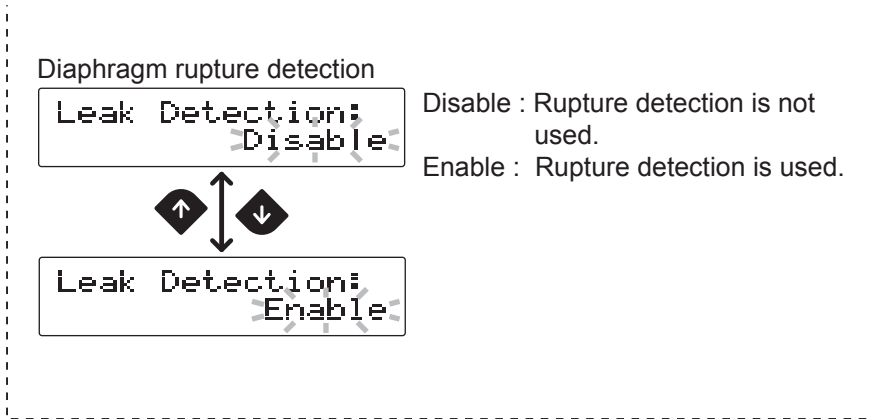 Diaphragm rupture detection
Leak Detection:
Disable
Disable : Rupture detection is not
used.
Enable : Rupture detection is used.
Leak Detection:
Enable